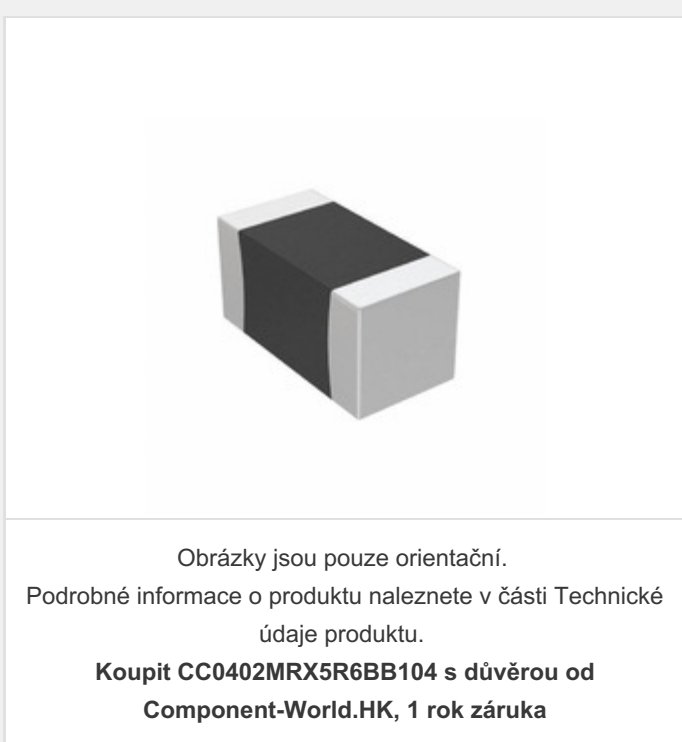 Obrázky jsou pouze orientační.
Podrobné informace o produktu naleznete v části Technické
údaje produktu.
Koupit CC0402MRX5R6BB104 s důvěrou od
Component-World.HK, 1 rok záruka